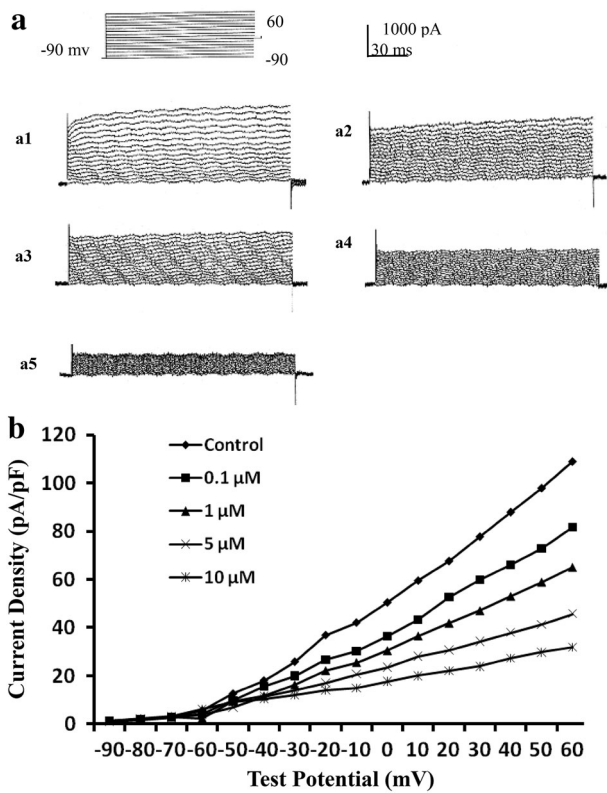 a
60
-90 mv
-90
1000 pA
30 ms
a1
a2
a3
a4
a5
b
120
100
80
60
40
20
0
Control
0.1 µM
1 µM
5 µM
10 µM
Current Density (pA/pF)
-90 -80 -70 -60 -50 -40 -30 -20 -10 0 10 20 30 40 50 60
Test Potential (mV)